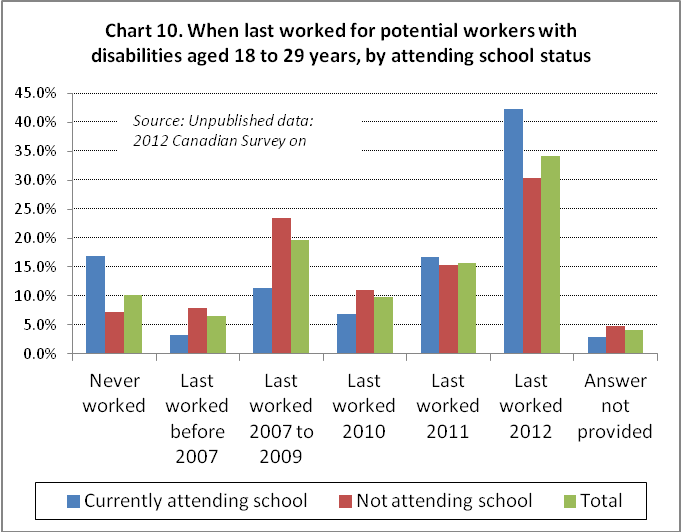 Chart 10. When last worked for potential workers with
disabilities aged 18 to 29 years, by attending school status
45.0%
40.0%
35.0%
30.0%
25.0%
20.0%
15.0%
10.0%
5.0%
0.0%
Source: Unpublished data:
2012 Canadian Survey on
Never
worked
Last
worked
before
2007
Last
worked
2007 to
2009
Last
worked
2010
Last
worked
2011
Last
worked
2012
Answer
not
provided
Currently attending school
Not attending school
Total